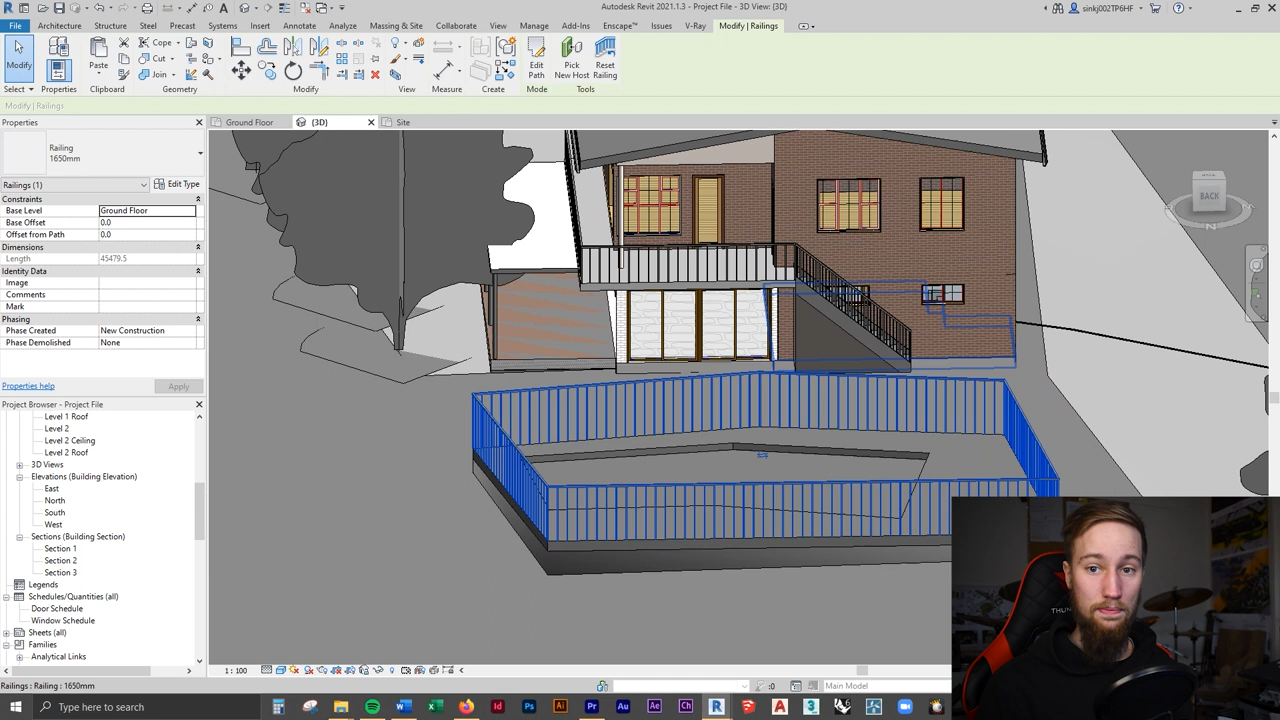 Autodesk Revit 2021.1.3 - Project File - 3D View: {3D}
sinkj002TP6HF
File Architecture Structure Steel Precast Systems Insert Annotate Analyze Massing & Site Collaborate View Manage Add-Ins Enscape™ Issues V-Ray Modify | Railings
Modify Paste Cope Cut Join Edit Path Pick New Host Reset Railing
Select Properties Clipboard Geometry Modify View Measure Create Mode Tools
Modify | Railings
Properties
Ground Floor {3D} Site
Railing
1650mm
Railings (1) Edit Type
Constraints
Base Level Ground Floor
Base Offset 0.0
Offset from Path 0.0
Dimensions
Length 45479.5
Identity Data
Image
Comments
Mark
Phasing
Phase Created New Construction
Phase Demolished None
Properties help Apply
Project Browser - Project File
Level 1 Roof
Level 2
Level 2 Ceiling
Level 2 Roof
3D Views
Elevations (Building Elevation)
East
North
South
West
Sections (Building Section)
Section 1
Section 2
Section 3
Legends
Schedules/Quantities (all)
Door Schedule
Window Schedule
Sheets (all)
Families
Analytical Links
BACK
N
THUN
1 : 100
Railings : Railing : 1650mm
:0
Main Model
Type here to search